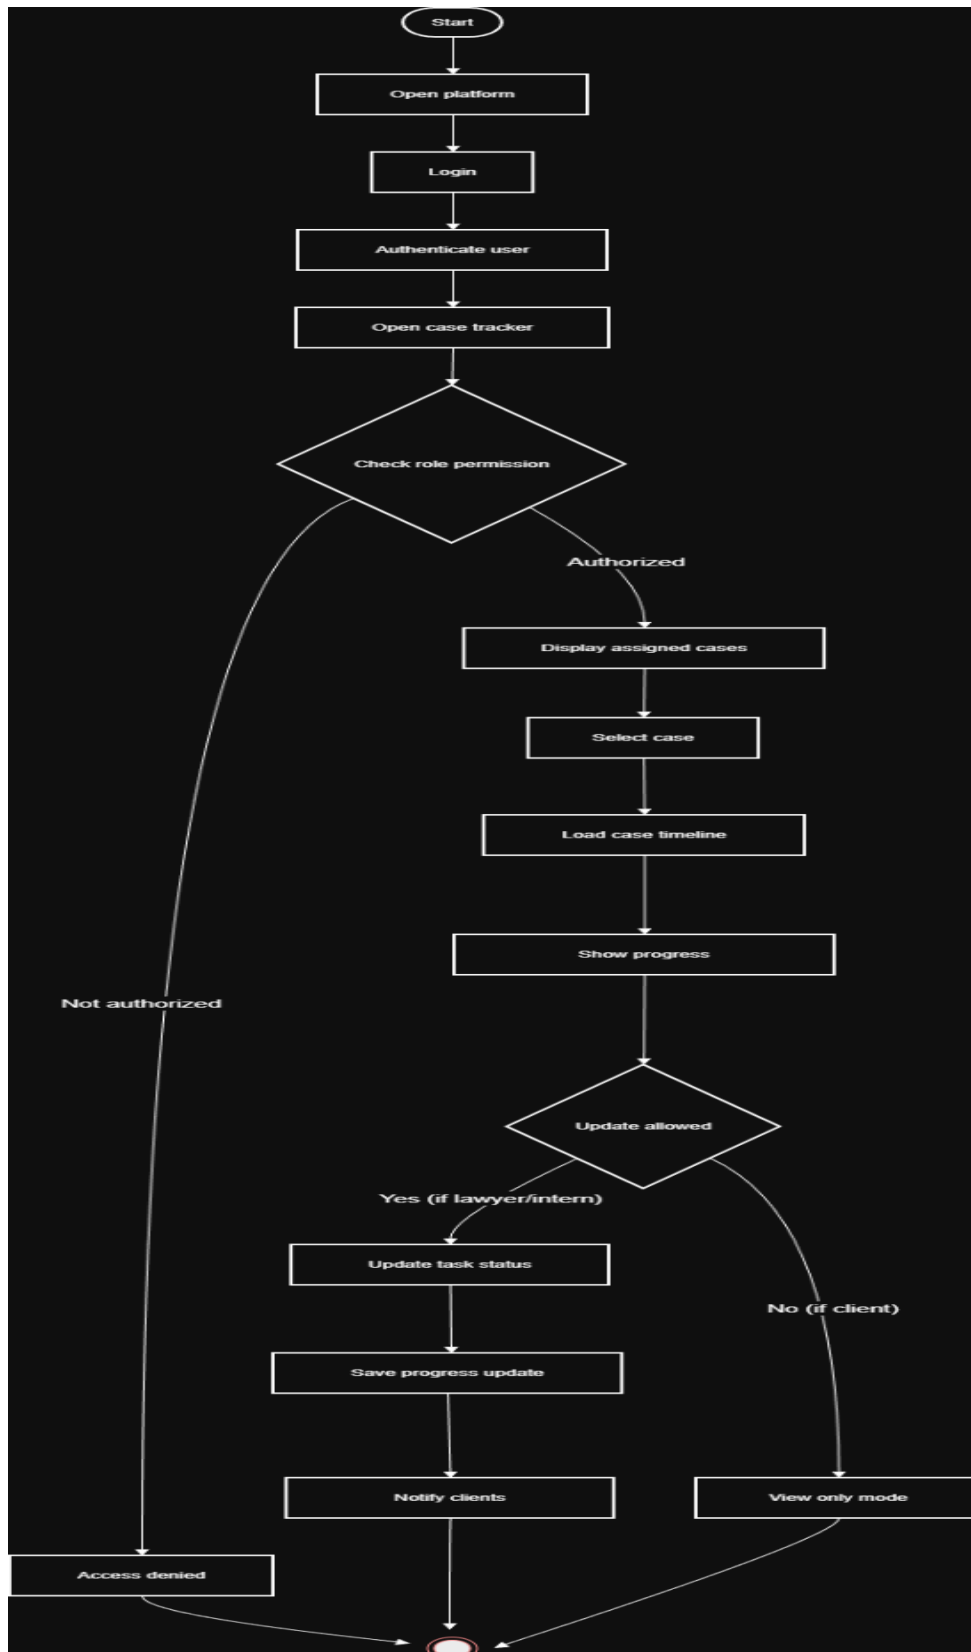 Start
Open platform
Login
Authenticate user
Open case tracker
Check role permission
Authorized
Display assigned cases
Select case
Load case timeline
Show progress
Not authorized
Update allowed
Yes (if lawyer/intern)
Update task status
No (if client)
Save progress update
Notify clients
View only mode
Access denied